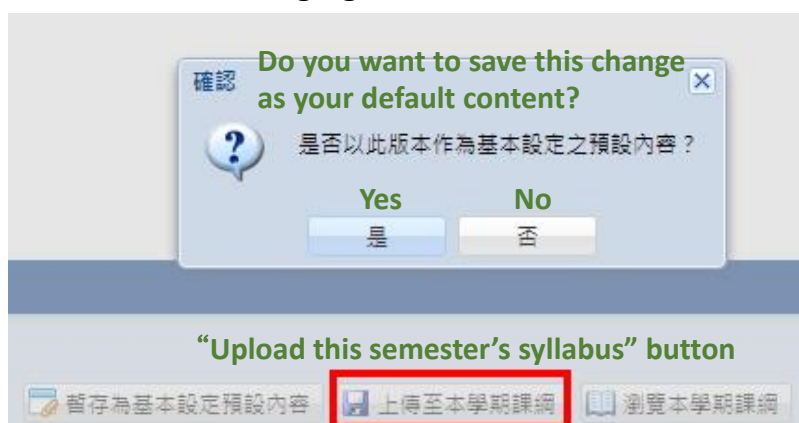 Do you want to save this change
確認
as your default content?
是否以此版本作為基本設定之預設內容？
Yes No
是 否
“Upload this semester’s syllabus” button
暫存為基本設定預設內容 上傳至本學期課綱 瀏覽本學期課綱